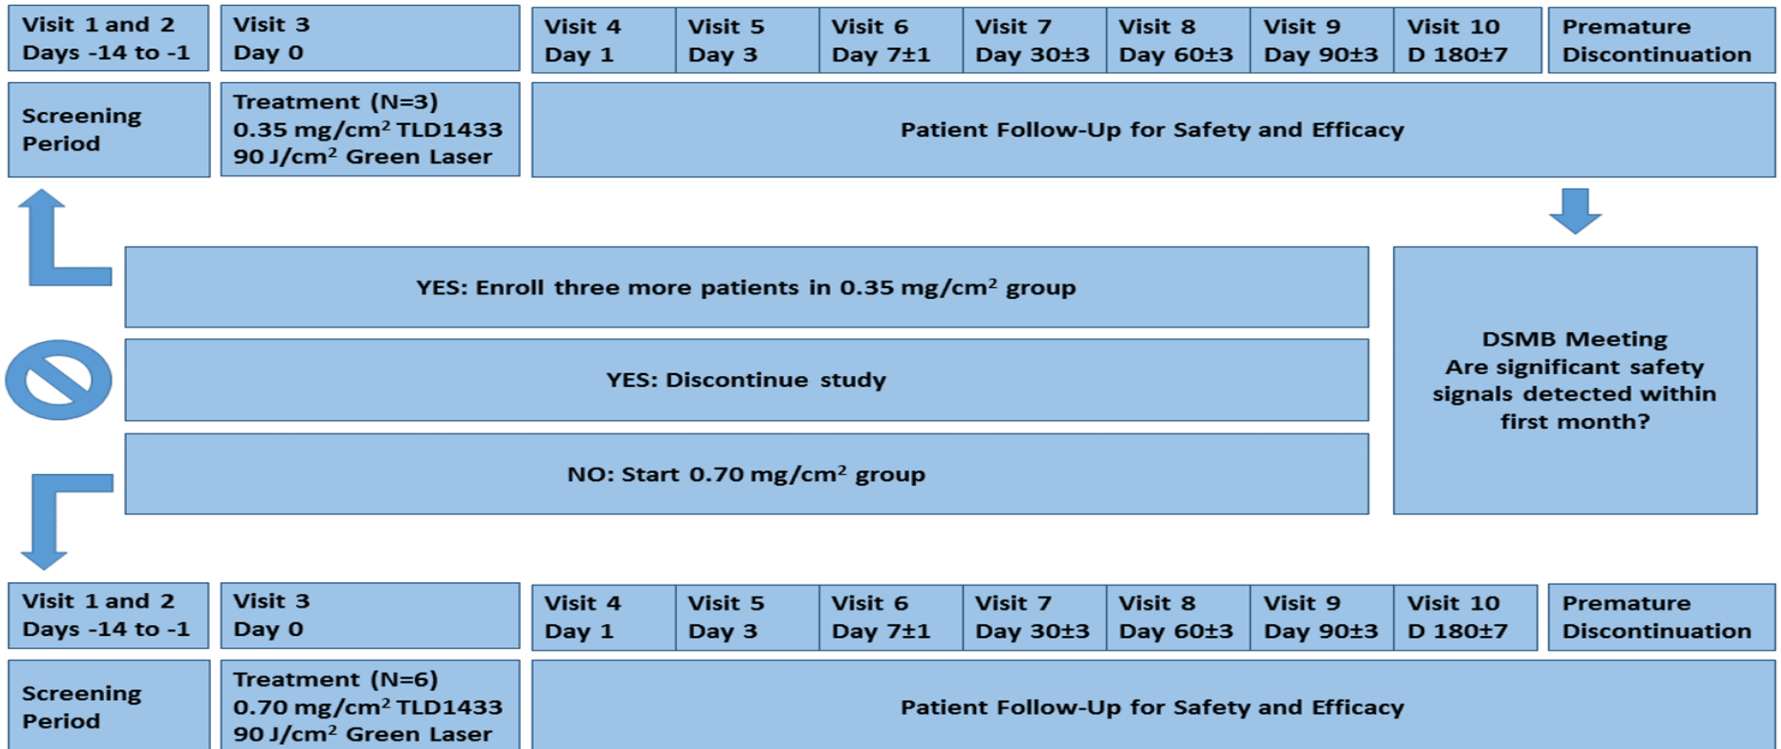 Visit 1 and 2
Days -14 to -1
Visit 3
Day 0
Visit 4
Day 1
Visit 5
Day 3
Visit 6
Day 7±1
Visit 7
Day 30±3
Visit 8
Day 60±3
Visit 9
Day 90±3
Visit 10
D 180±7
Premature
Discontinuation
Screening
Period
Treatment (N=3)
0.35 mg/cm² TLD1433
90 J/cm² Green Laser
Patient Follow-Up for Safety and Efficacy
YES: Enroll three more patients in 0.35 mg/cm² group
YES: Discontinue study
NO: Start 0.70 mg/cm² group
DSMB Meeting
Are significant safety
signals detected within
first month?
Visit 1 and 2
Days -14 to -1
Visit 3
Day 0
Visit 4
Day 1
Visit 5
Day 3
Visit 6
Day 7±1
Visit 7
Day 30±3
Visit 8
Day 60±3
Visit 9
Day 90±3
Visit 10
D 180±7
Premature
Discontinuation
Screening
Period
Treatment (N=6)
0.70 mg/cm² TLD1433
90 J/cm² Green Laser
Patient Follow-Up for Safety and Efficacy